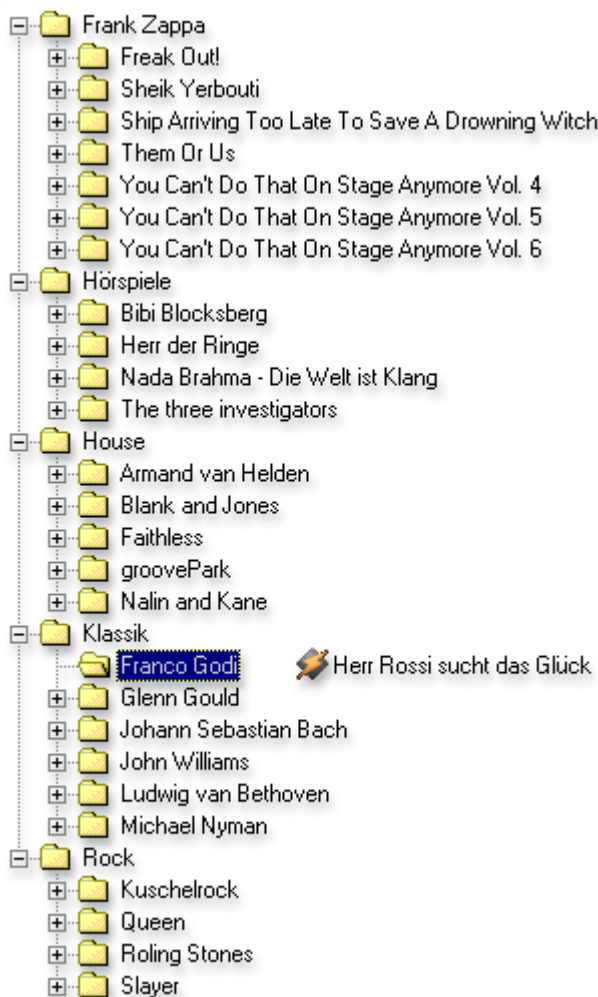 Frank Zappa
Freak Out!
Sheik Yerbouti
Ship Arriving Too Late To Save A Drowning Witch
Them Or Us
You Can't Do That On Stage Anymore Vol. 4
You Can't Do That On Stage Anymore Vol. 5
You Can't Do That On Stage Anymore Vol. 6
Hörspiele
Bibi Blocksberg
Herr der Ringe
Nada Brahma - Die Welt ist Klang
The three investigators
House
Armand van Helden
Blank and Jones
Faithless
groovePark
Nalin and Kane
Klassik
Franco Godi Herr Rossi sucht das Glück
Glenn Gould
Johann Sebastian Bach
John Williams
Ludwig van Bethoven
Michael Nyman
Rock
Kuschelrock
Queen
Roling Stones
Slayer